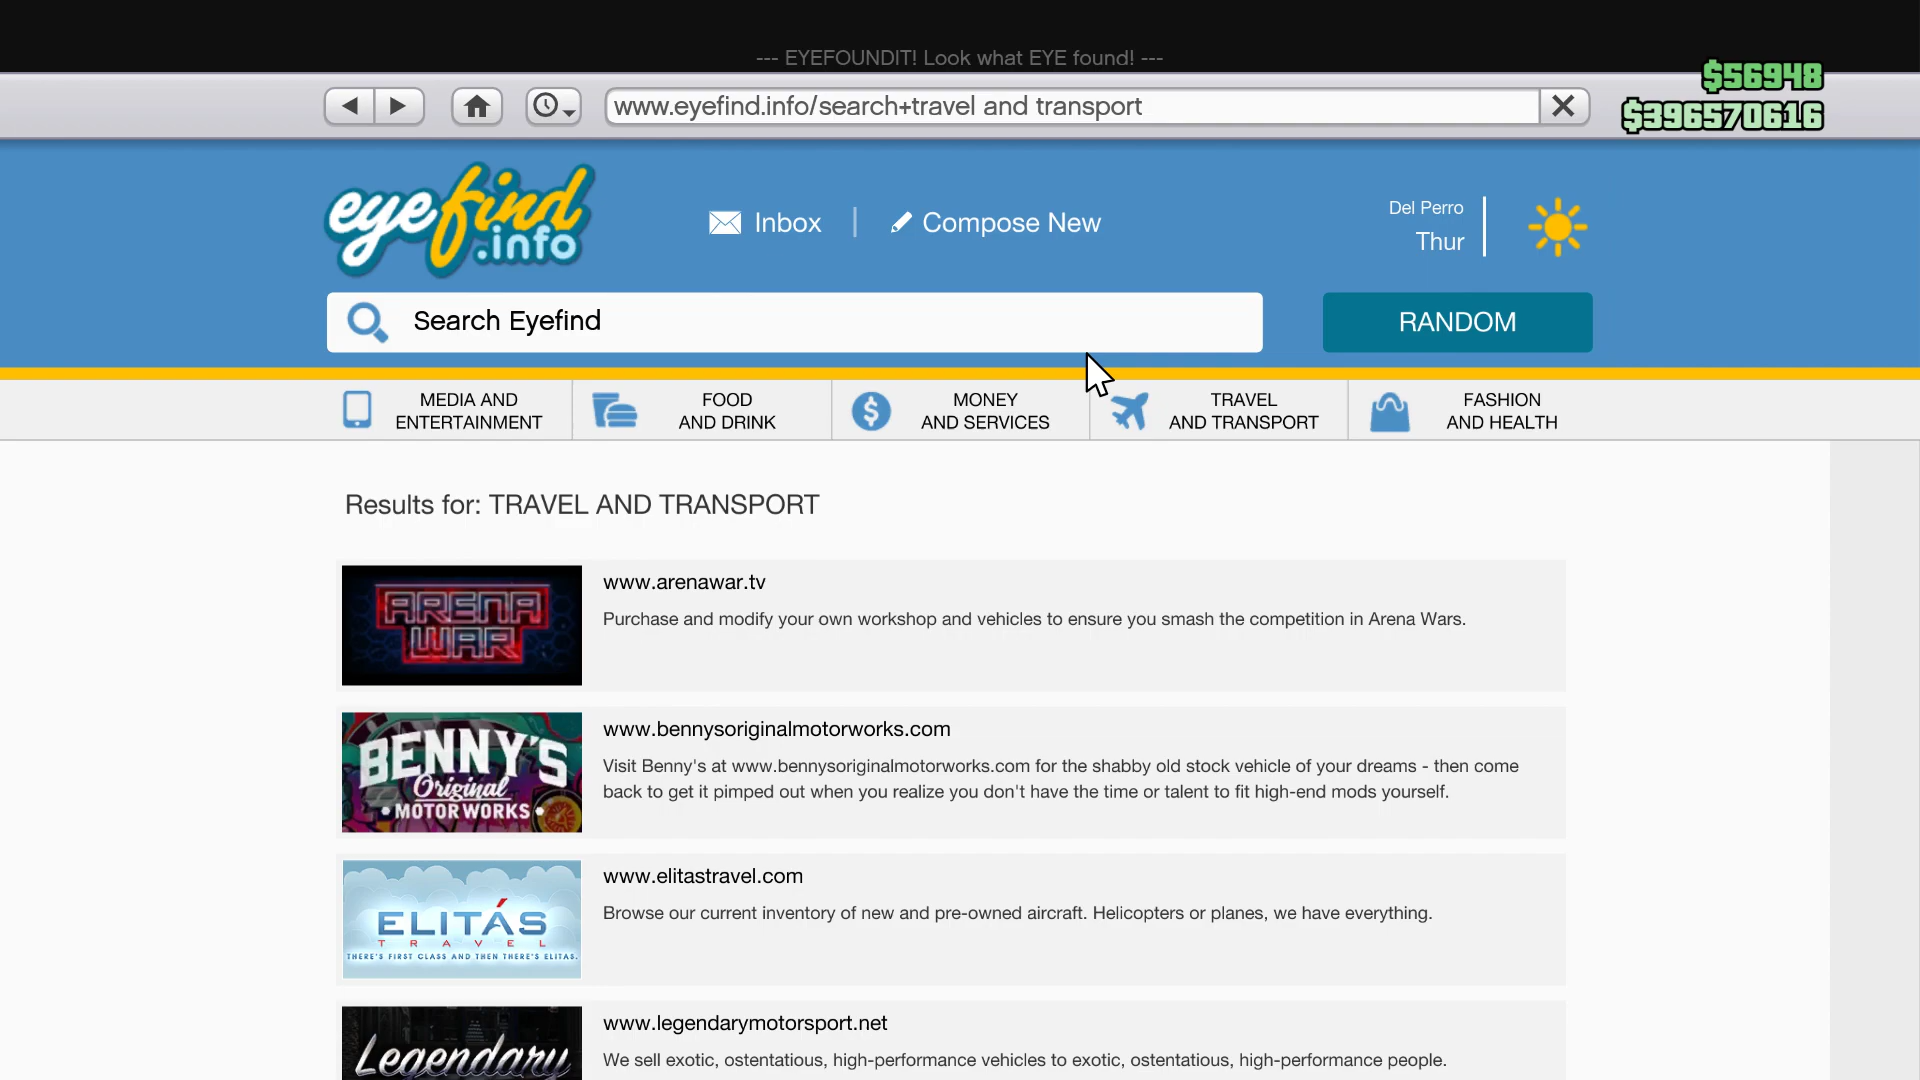 --- EYEFOUNDIT! Look what EYE found! ---
$56948
www.eyefind.info/search+travel and transport
$396570616
eyefind
.info
Inbox
Compose New
Del Perro
Thur
Search Eyefind
RANDOM
MEDIA AND
ENTERTAINMENT
FOOD
AND DRINK
MONEY
AND SERVICES
TRAVEL
AND TRANSPORT
FASHION
AND HEALTH
Results for: TRAVEL AND TRANSPORT
ARENA
WAR
www.arenawar.tv
Purchase and modify your own workshop and vehicles to ensure you smash the competition in Arena Wars.
BENNY'S
Original
MOTOR WORKS
www.bennysoriginalmotorworks.com
Visit Benny's at www.bennysoriginalmotorworks.com for the shabby old stock vehicle of your dreams - then come
back to get it pimped out when you realize you don't have the time or talent to fit high-end mods yourself.
ELITÁS
TRAVEL
THERE'S FIRST CLASS AND THEN THERE'S ELITAS.
www.elitastravel.com
Browse our current inventory of new and pre-owned aircraft. Helicopters or planes, we have everything.
Legendary
www.legendarymotorsport.net
We sell exotic, ostentatious, high-performance vehicles to exotic, ostentatious, high-performance people.